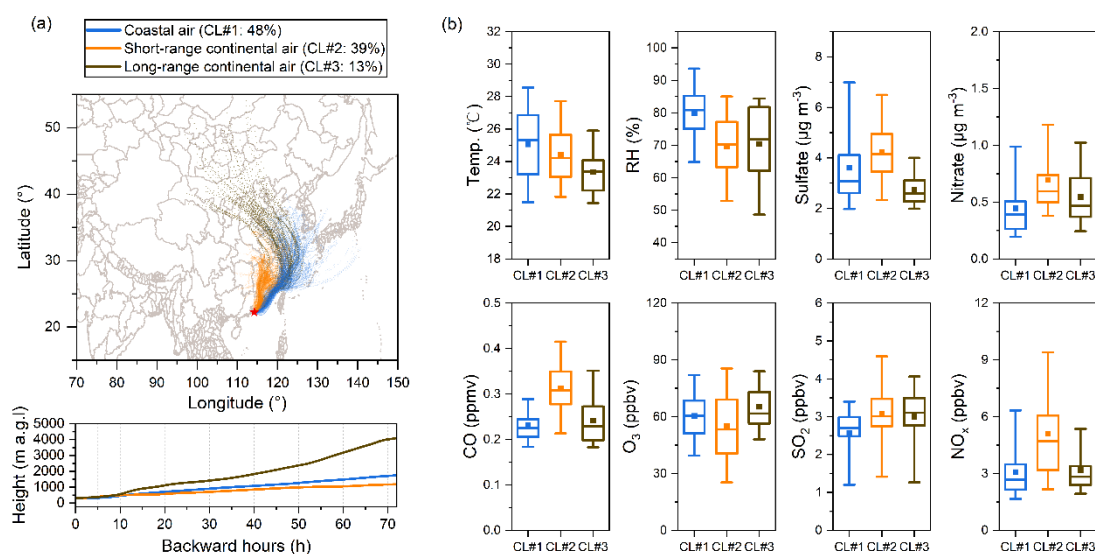 (a)
Coastal air (CL#1: 48%)
Short-range continental air (CL#2: 39%)
Long-range continental air (CL#3: 13%)
Latitude (°)
50
40
30
20
70 80 90 100 110 120 130 140 150
Longitude (°)
Height (m a.g.l)
5000
4000
3000
2000
1000
0
0 10 20 30 40 50 60 70
Backward hours (h)
(b)
Temp. (℃)
32
30
28
26
24
22
20
18
CL#1 CL#2 CL#3
RH (%)
100
90
80
70
60
50
40
CL#1 CL#2 CL#3
Sulfate (µg m⁻³)
8
6
4
2
0
CL#1 CL#2 CL#3
Nitrate (µg m⁻³)
2.0
1.5
1.0
0.5
0.0
CL#1 CL#2 CL#3
CO (ppmv)
0.5
0.4
0.3
0.2
0.0
CL#1 CL#2 CL#3
O₃ (ppbv)
120
90
60
30
0
CL#1 CL#2 CL#3
SO₂ (ppbv)
6
5
4
3
2
1
0
CL#1 CL#2 CL#3
NOₓ (ppbv)
12
9
6
3
0
CL#1 CL#2 CL#3